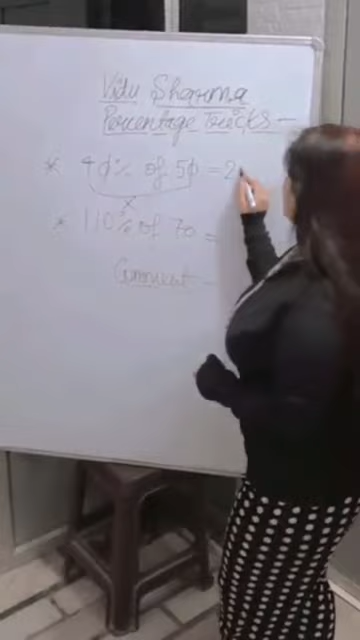 Vidu Sharma
Percentage Tricks -
* 40% of 50 = 2
* 110% of 70 =
Comment -